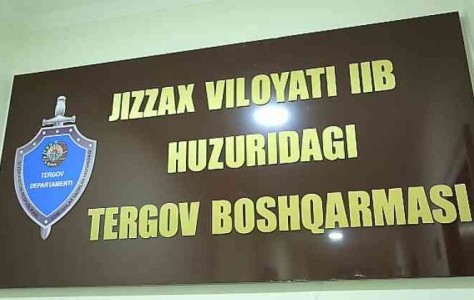 JIZZAX VILOYATI IIB
HUZURIDAGI
TERGOV BOSHQARMASI
TERGOV
DEPARTAMENTI